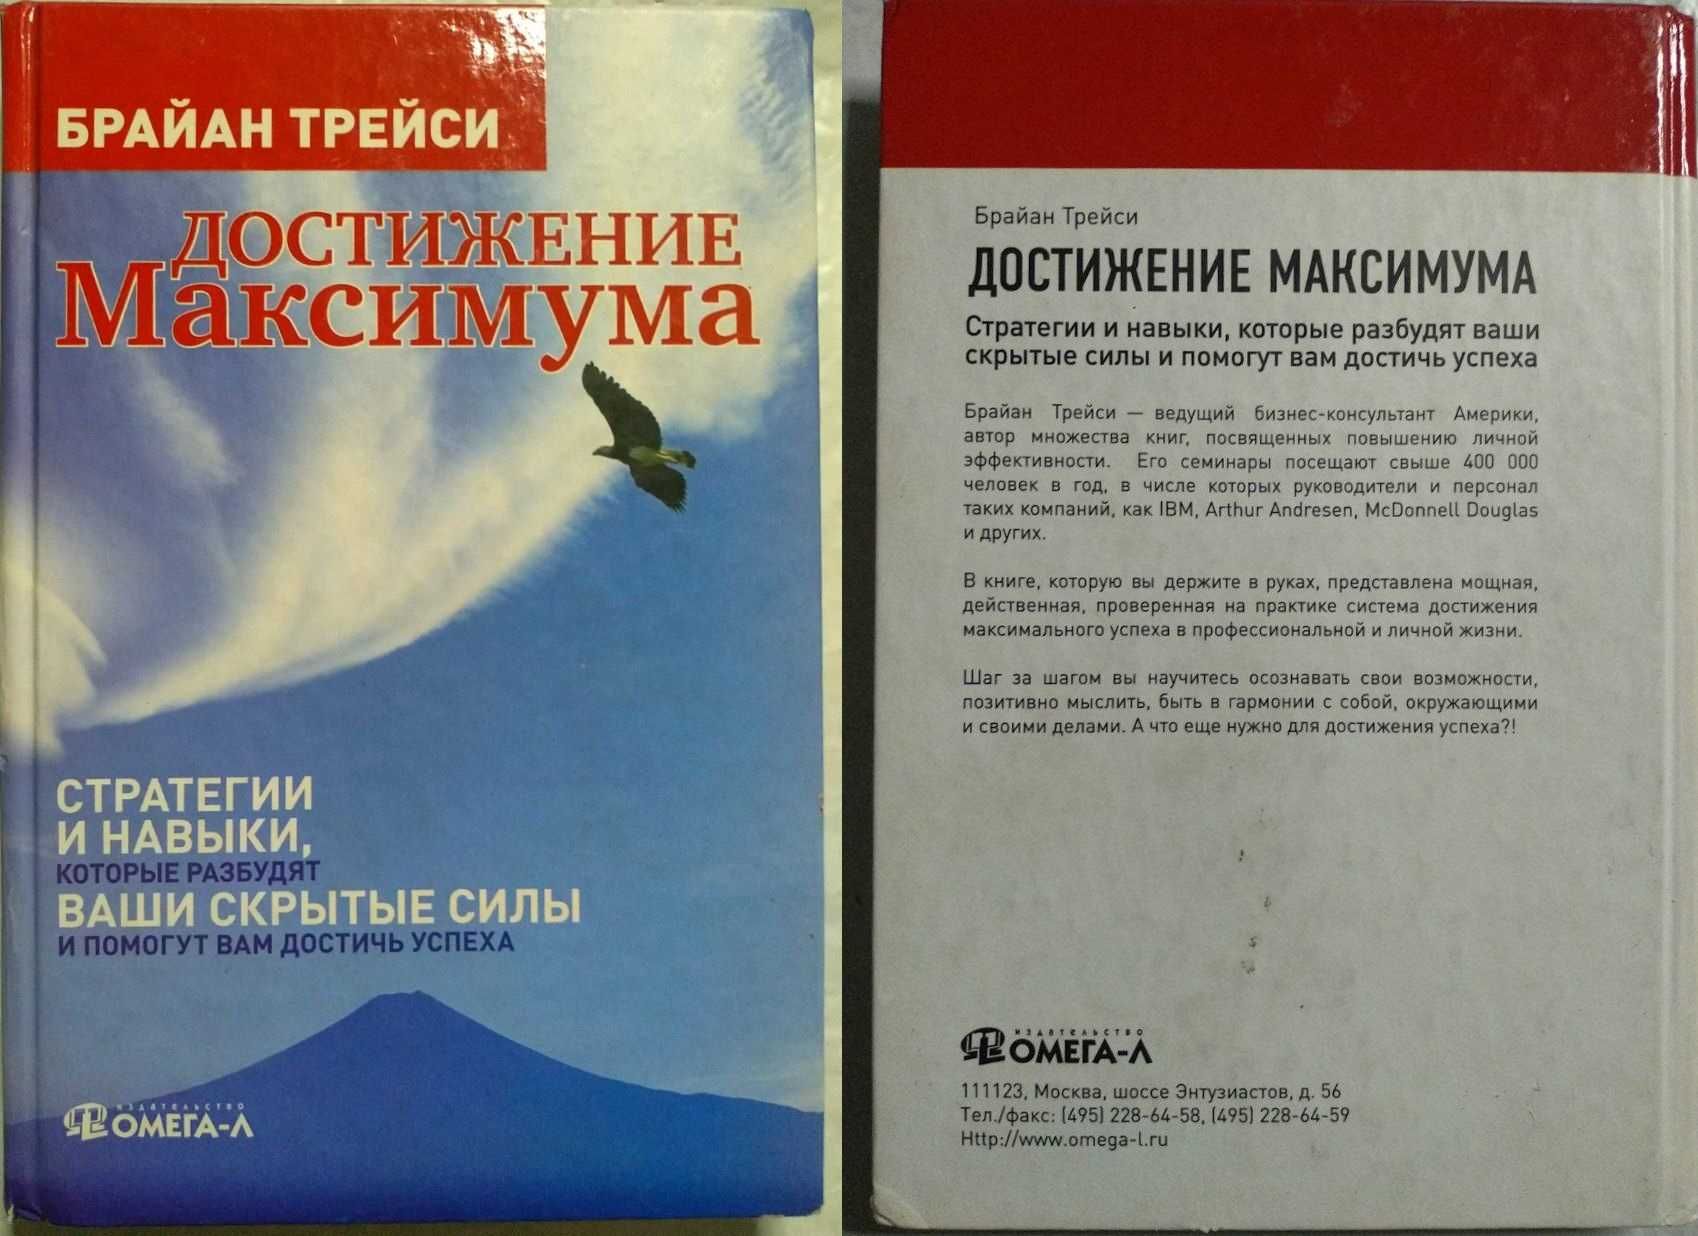 БРАЙАН ТРЕЙСИ
ДОСТИЖЕНИЕ
Максимума
СТРАТЕГИИ
И НАВЫКИ,
КОТОРЫЕ РАЗБУДЯТ
ВАШИ СКРЫТЫЕ СИЛЫ
И ПОМОГУТ ВАМ ДОСТИЧЬ УСПЕХА
ИЗДАТЕЛЬСТВО
ОМЕГА-Л
Брайан Трейси
ДОСТИЖЕНИЕ МАКСИМУМА
Стратегии и навыки, которые разбудят ваши
скрытые силы и помогут вам достичь успеха
Брайан Трейси — ведущий бизнес-консультант Америки,
автор множества книг, посвященных повышению личной
эффективности. Его семинары посещают свыше 400 000
человек в год, в числе которых руководители и персонал
таких компаний, как IBM, Arthur Andresen, McDonnell Douglas
и других.
В книге, которую вы держите в руках, представлена мощная,
действенная, проверенная на практике система достижения
максимального успеха в профессиональной и личной жизни.
Шаг за шагом вы научитесь осознавать свои возможности,
позитивно мыслить, быть в гармонии с собой, окружающими
и своими делами. А что еще нужно для достижения успеха?!
ИЗДАТЕЛЬСТВО
ОМЕГА-Л
111123, Москва, шоссе Энтузиастов, д. 56
Тел./факс: (495) 228-64-58, (495) 228-64-59
Http://www.omega-l.ru